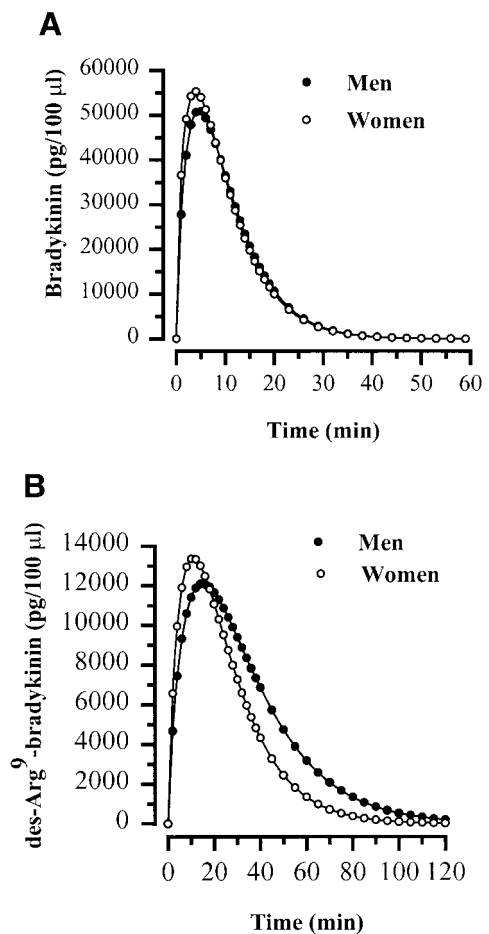 A
Bradykinin (pg/100 µl)
60000
50000
40000
30000
20000
10000
0
Men
Women
0 10 20 30 40 50 60
Time (min)
B
des-Arg⁹-bradykinin (pg/100 µl)
14000
12000
10000
8000
6000
4000
2000
0
Men
Women
0 20 40 60 80 100 120
Time (min)